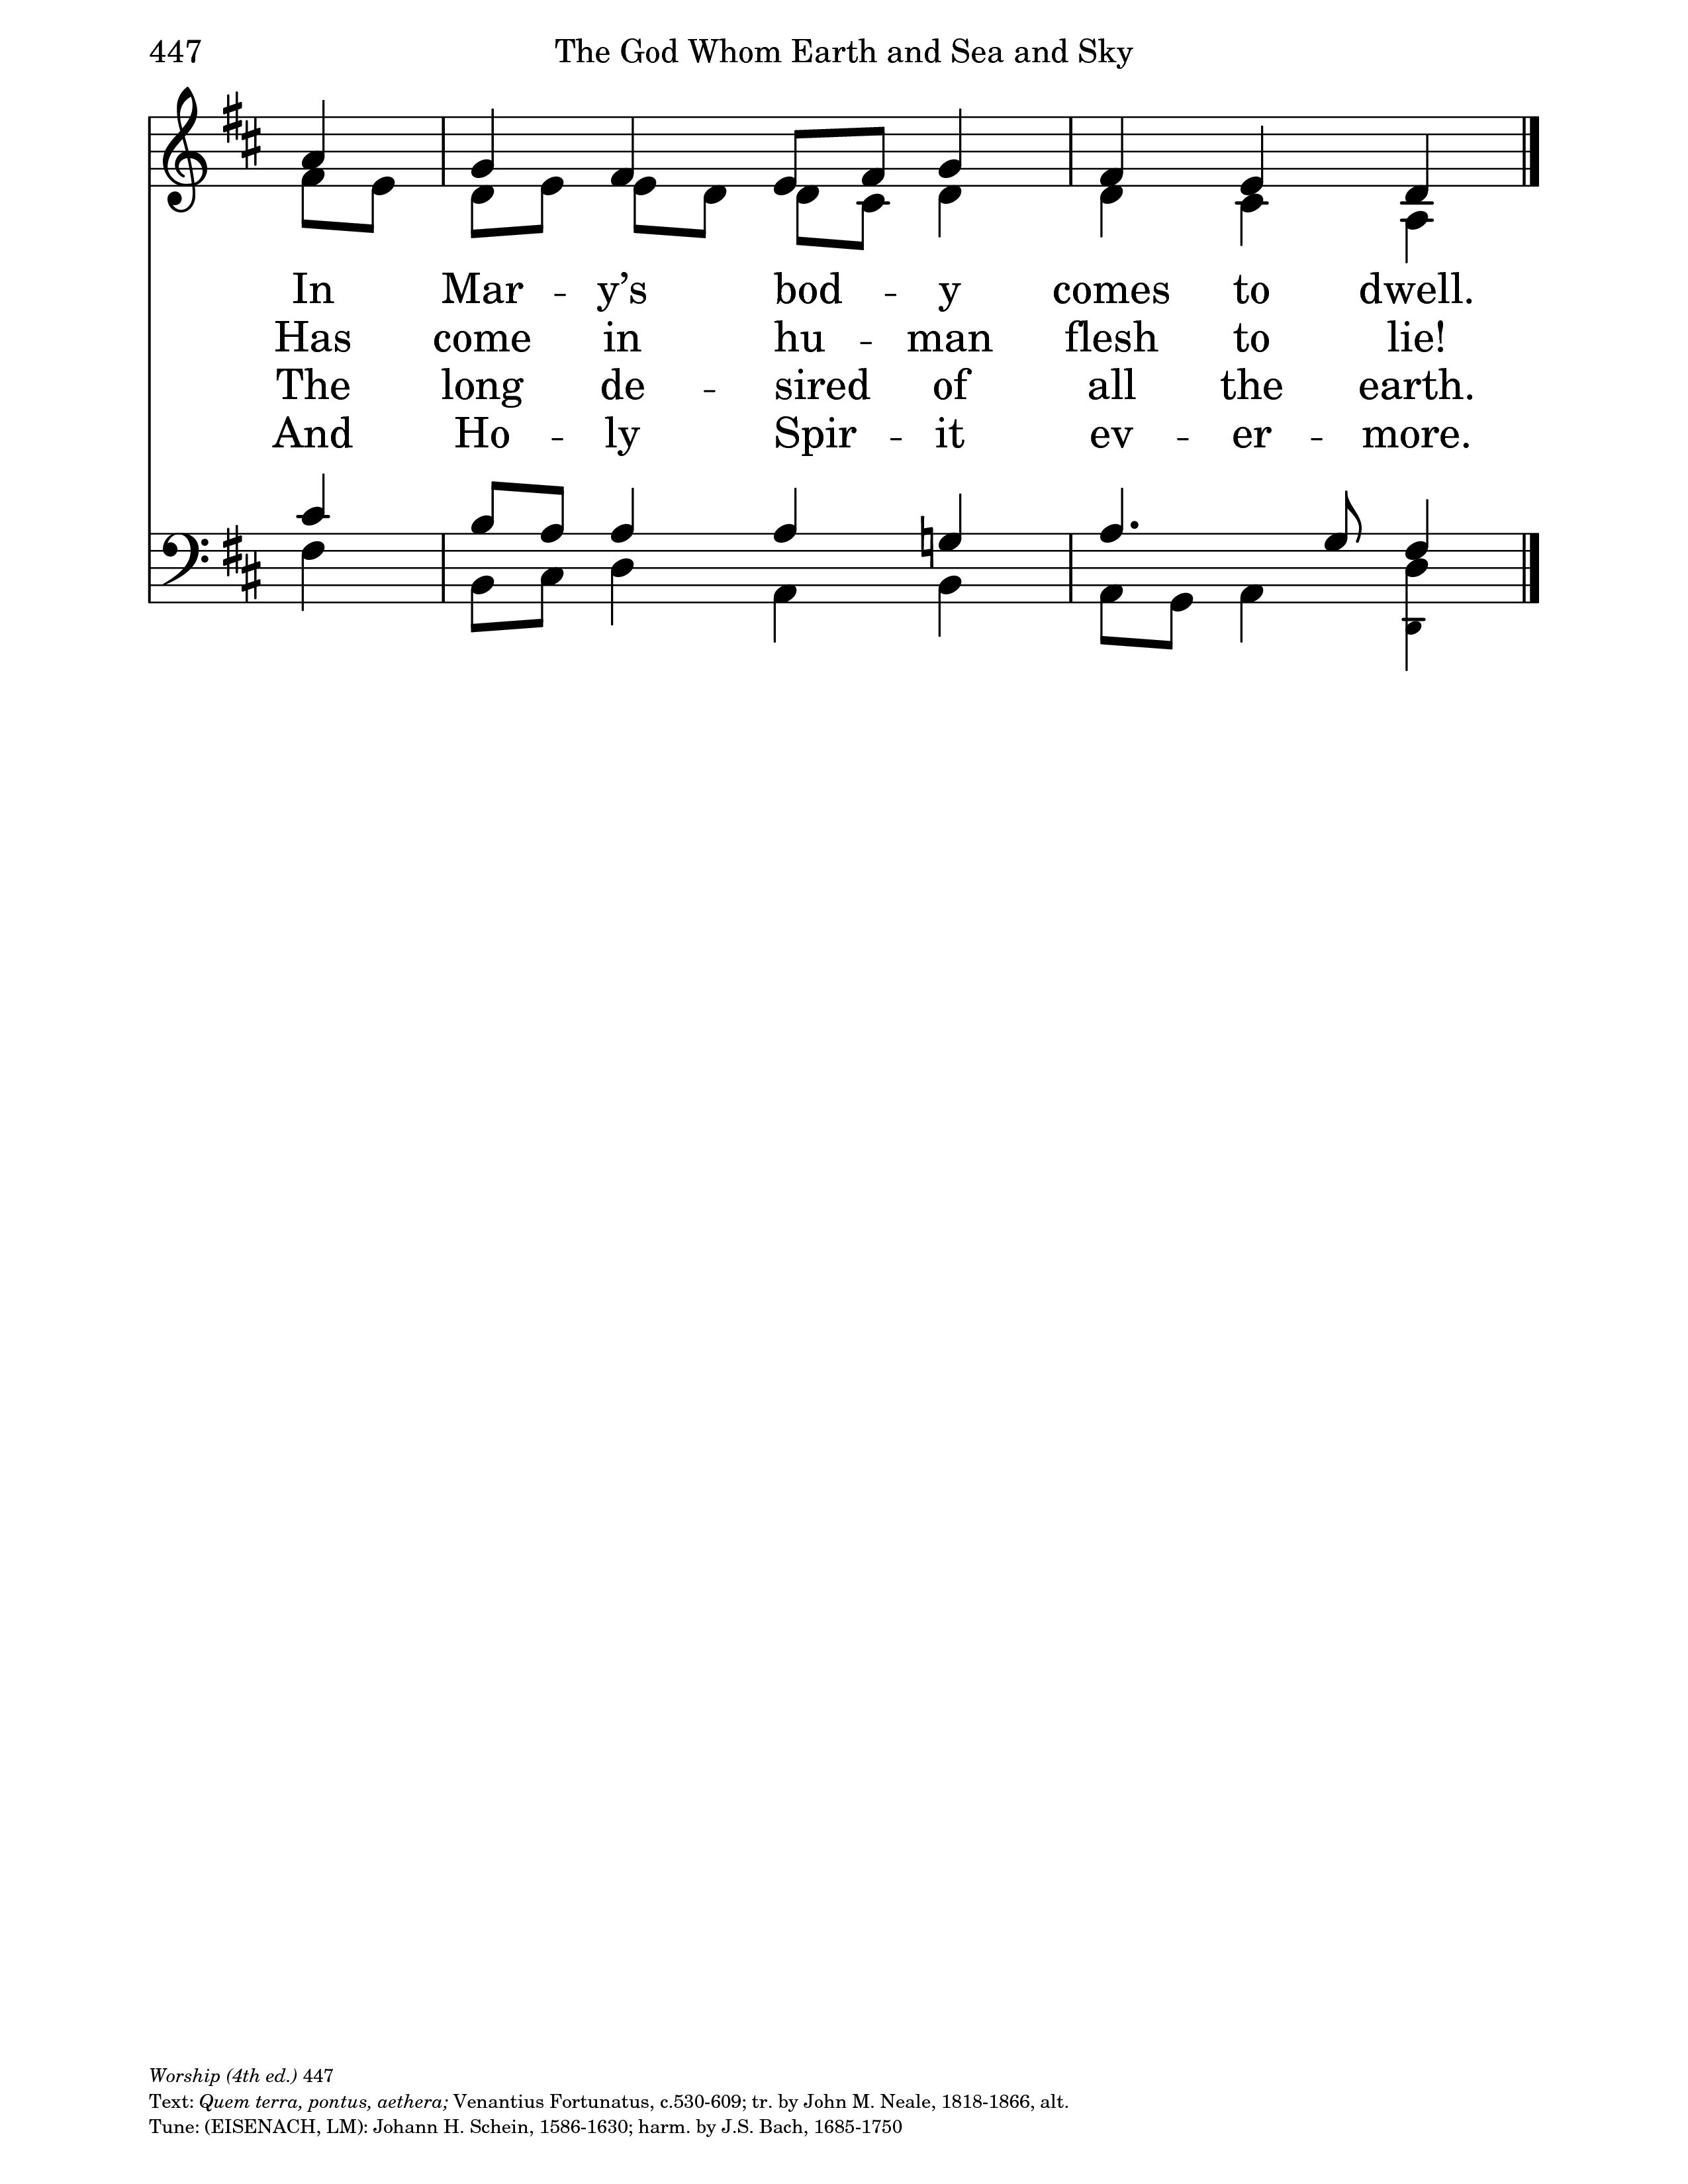 447 The God Whom Earth and Sea and Sky
In Mar - y’s bod - y comes to dwell.
Has come in hu - man flesh to lie!
The long de - sired of all the earth.
And Ho - ly Spir - it ev - er - more.
Worship (4th ed.) 447
Text: Quem terra, pontus, aethera; Venantius Fortunatus, c.530-609; tr. by John M. Neale, 1818-1866, alt.
Tune: (EISENACH, LM): Johann H. Schein, 1586-1630; harm. by J.S. Bach, 1685-1750